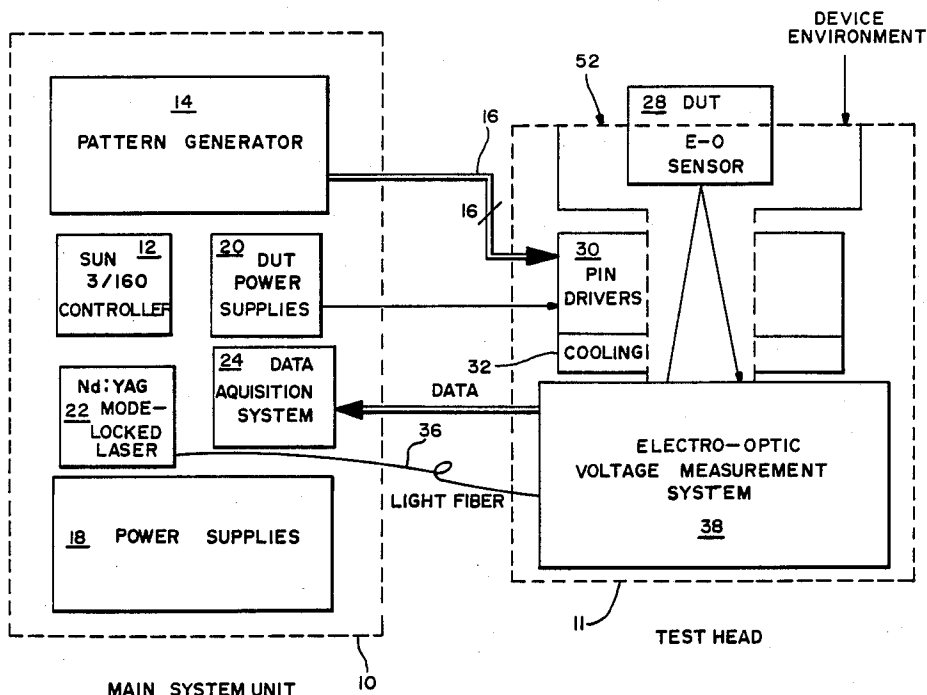 DEVICE
ENVIRONMENT
52
14
PATTERN GENERATOR
16
16
28 DUT
E-O
SENSOR
SUN 12
3/160
CONTROLLER
20
DUT
POWER
SUPPLIES
30
PIN
DRIVERS
32
COOLING
24 DATA
AQUISITION
SYSTEM
DATA
Nd:YAG
22 MODE-
LOCKED
LASER
36
LIGHT FIBER
ELECTRO-OPTIC
VOLTAGE MEASUREMENT
SYSTEM
38
18 POWER SUPPLIES
11
TEST HEAD
10
MAIN SYSTEM UNIT